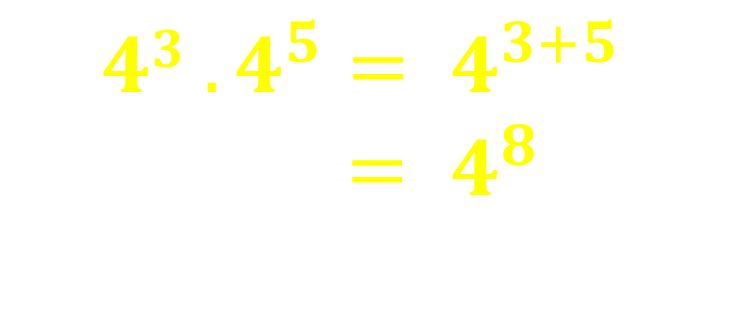 4³ . 4⁵ = 4³⁺⁵
= 4⁸